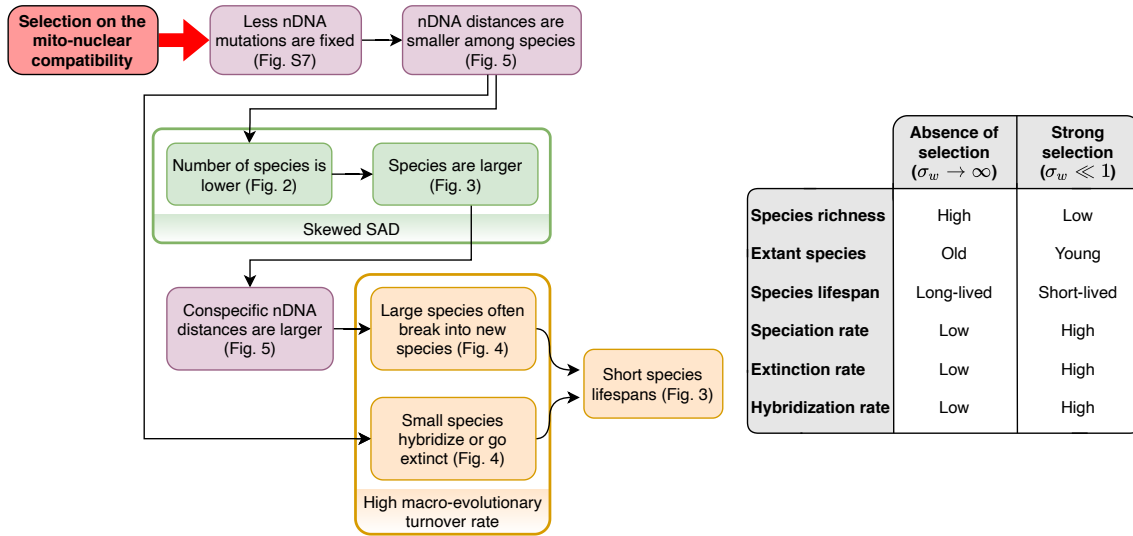 Selection on the
mito-nuclear
compatibility
Less nDNA
mutations are fixed
(Fig. S7)
nDNA distances are
smaller among species
(Fig. 5)
Number of species is
lower (Fig. 2)
Species are larger
(Fig. 3)
Skewed SAD
Conspecific nDNA
distances are larger
(Fig. 5)
Large species often
break into new
species (Fig. 4)
Small species
hybridize or go
extinct (Fig. 4)
High macro-evolutionary
turnover rate
Short species
lifespans (Fig. 3)
Absence of
selection
(σ_w → ∞)
Strong
selection
(σ_w ≪ 1)
Species richness High Low
Extant species Old Young
Species lifespan Long-lived Short-lived
Speciation rate Low High
Extinction rate Low High
Hybridization rate Low High